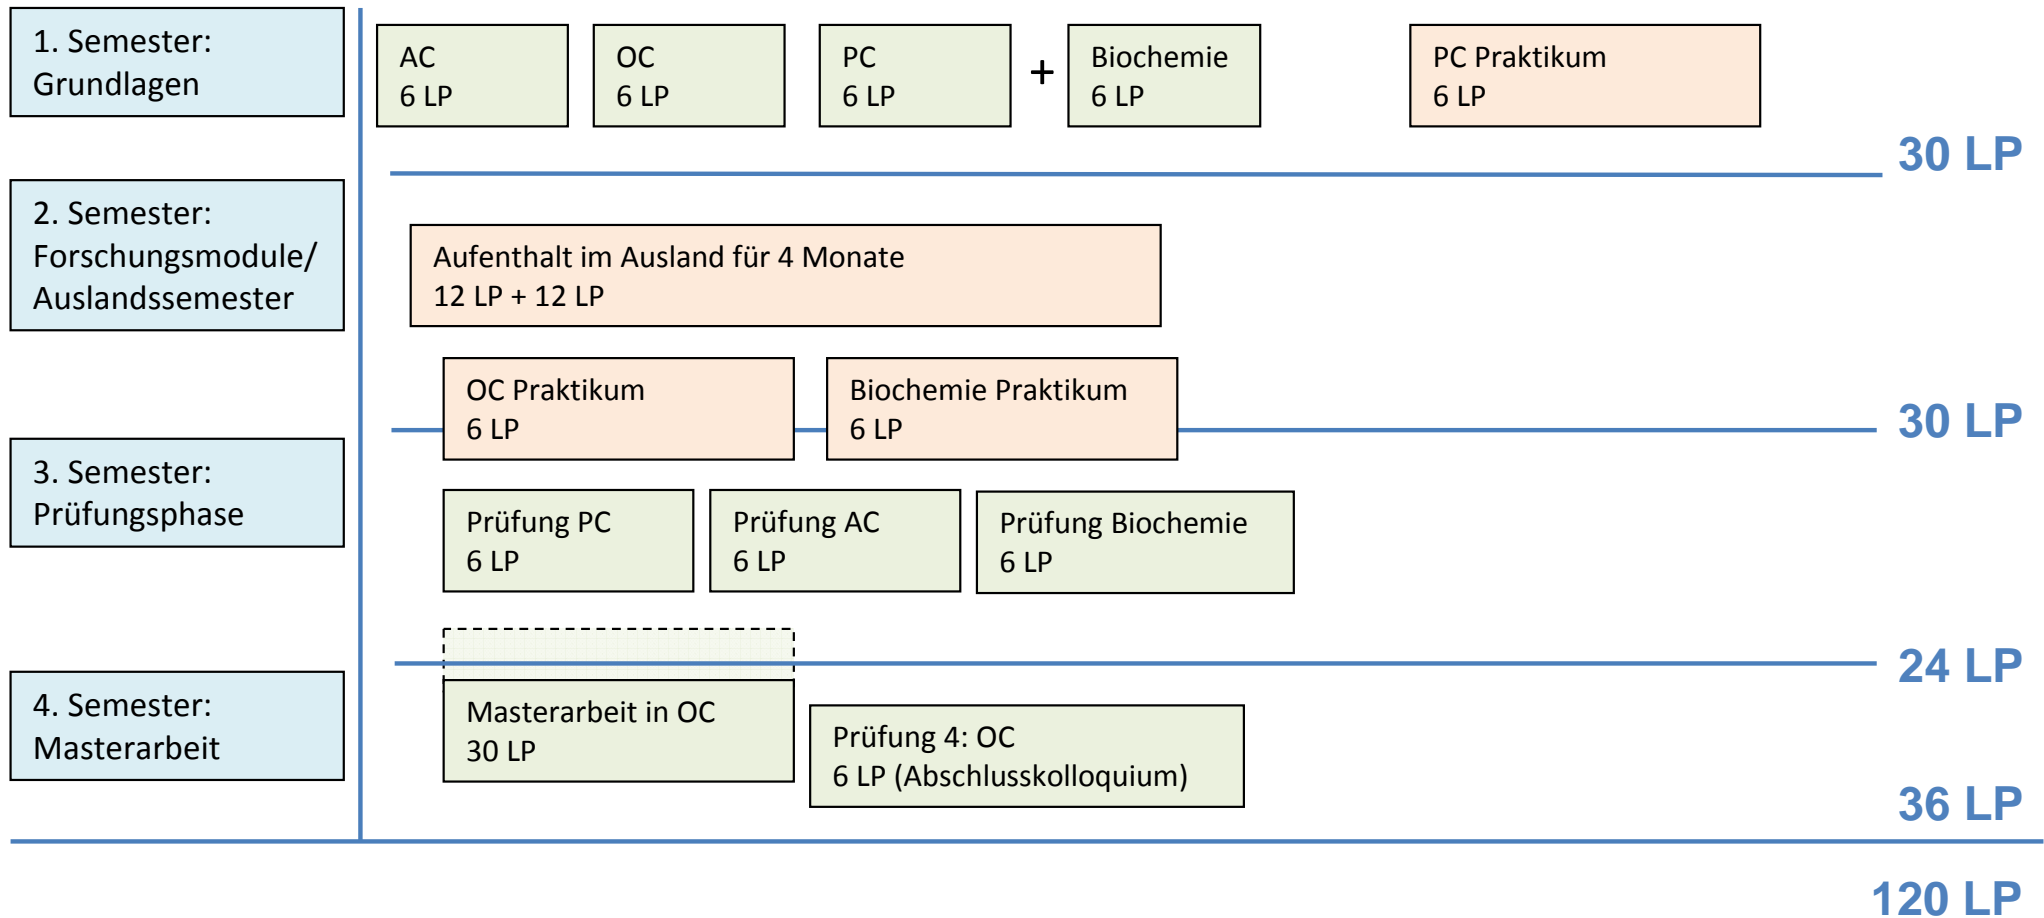 1. Semester:
Grundlagen
AC
6 LP
OC
6 LP
PC
6 LP
+
Biochemie
6 LP
PC Praktikum
6 LP
30 LP
2. Semester:
Forschungsmodule/
Auslandssemester
Aufenthalt im Ausland für 4 Monate
12 LP + 12 LP
OC Praktikum
6 LP
Biochemie Praktikum
6 LP
30 LP
3. Semester:
Prüfungsphase
Prüfung PC
6 LP
Prüfung AC
6 LP
Prüfung Biochemie
6 LP
24 LP
4. Semester:
Masterarbeit
Masterarbeit in OC
30 LP
Prüfung 4: OC
6 LP (Abschlusskolloquium)
36 LP
120 LP